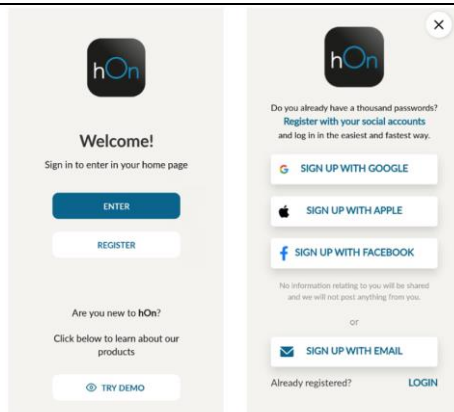 hOn
Welcome!
Sign in to enter in your home page
ENTER
REGISTER
Are you new to hOn?
Click below to learn about our
products
TRY DEMO
hOn
Do you already have a thousand passwords?
Register with your social accounts
and log in in the easiest and fastest way.
SIGN UP WITH GOOGLE
SIGN UP WITH APPLE
SIGN UP WITH FACEBOOK
No information relating to you will be shared
and we will not post anything from you.
or
SIGN UP WITH EMAIL
Already registered? LOGIN